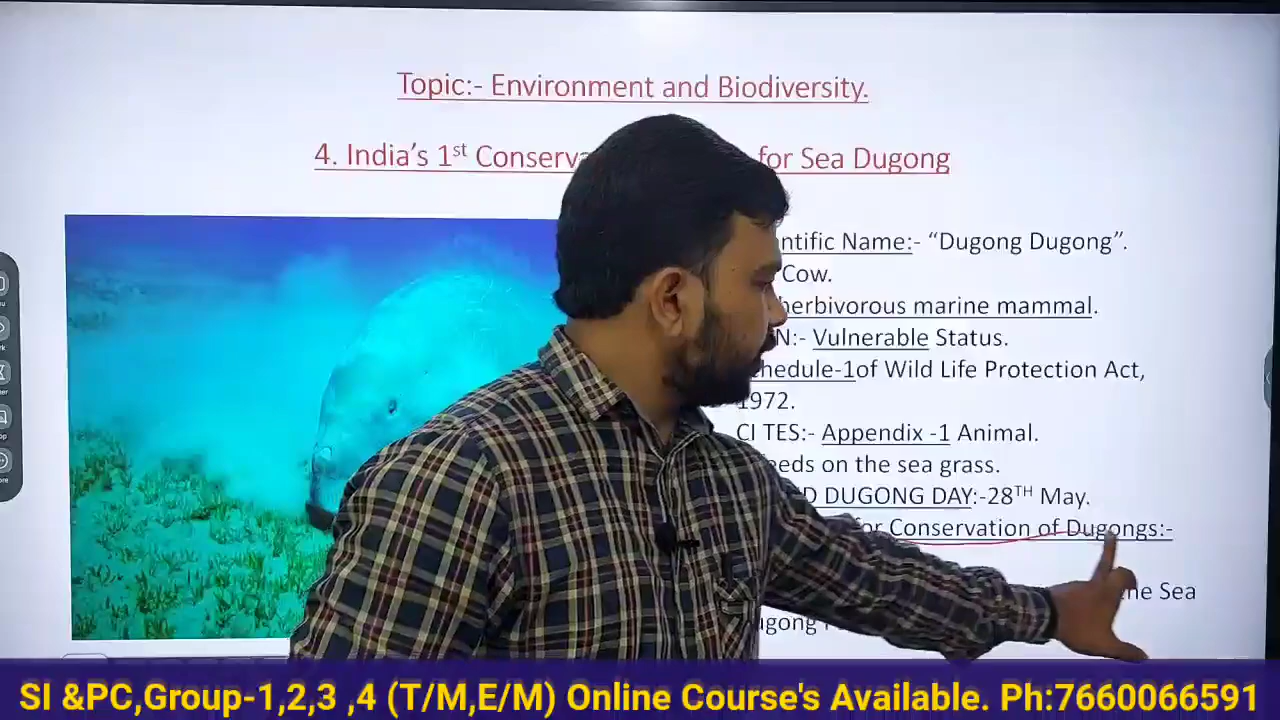 Topic:- Environment and Biodiversity.
4. India’s 1st Conserva for Sea Dugong
ntific Name:- “Dugong Dugong”.
Cow.
herbivorous marine mammal.
N:- Vulnerable Status.
hedule-1of Wild Life Protection Act,
1972.
CI TES:- Appendix -1 Animal.
eeds on the sea grass.
D DUGONG DAY:-28TH May.
for Conservation of Dugongs:-
he Sea
ugong
SI &PC,Group-1,2,3 ,4 (T/M,E/M) Online Course's Available. Ph:7660066591